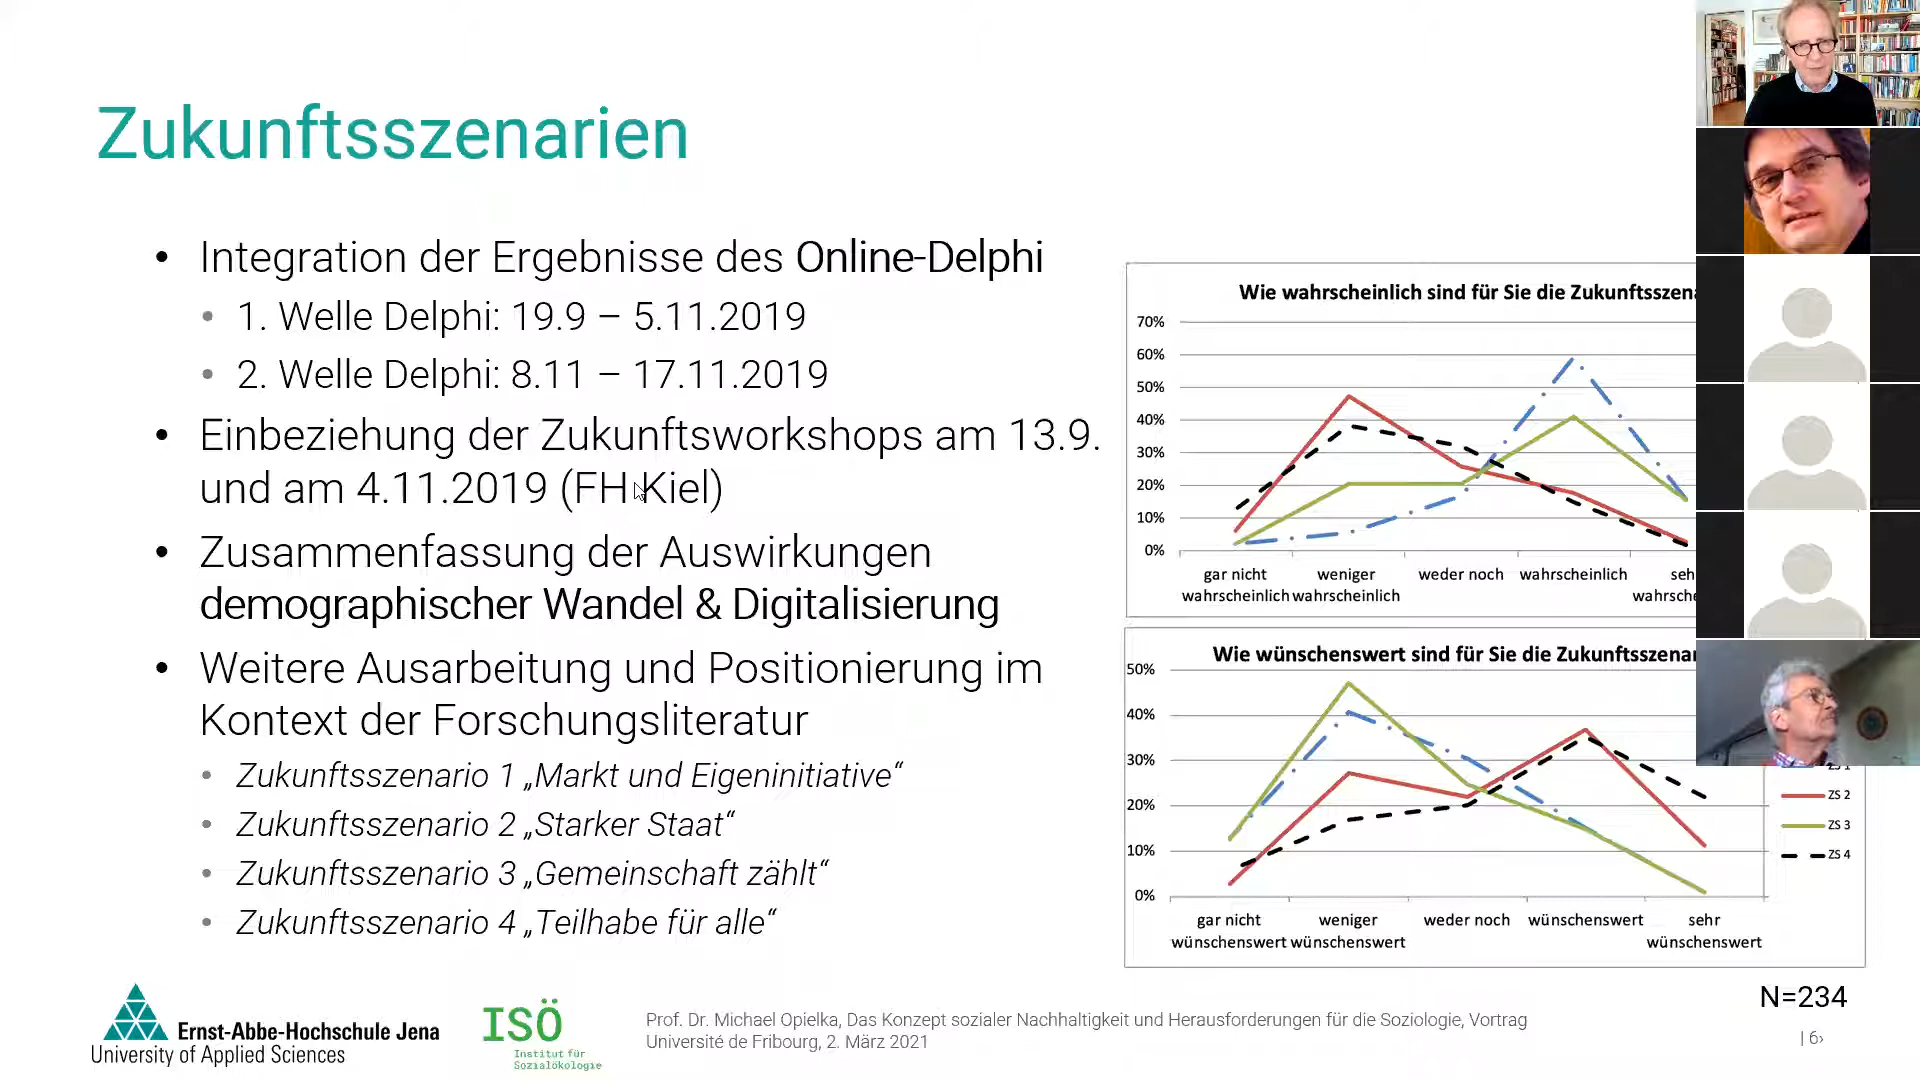 Zukunftsszenarien
• Integration der Ergebnisse des Online-Delphi
• 1. Welle Delphi: 19.9 – 5.11.2019
• 2. Welle Delphi: 8.11 – 17.11.2019
• Einbeziehung der Zukunftsworkshops am 13.9.
und am 4.11.2019 (FH Kiel)
• Zusammenfassung der Auswirkungen
demographischer Wandel & Digitalisierung
• Weitere Ausarbeitung und Positionierung im
Kontext der Forschungsliteratur
• Zukunftsszenario 1 „Markt und Eigeninitiative“
• Zukunftsszenario 2 „Starker Staat“
• Zukunftsszenario 3 „Gemeinschaft zählt“
• Zukunftsszenario 4 „Teilhabe für alle“
Wie wahrscheinlich sind für Sie die
70%
60%
50%
40%
30%
20%
10%
0%
gar nicht weniger weder noch wahrscheinlich
wahrscheinlich wahrscheinlich
Wie wünschenswert sind für Sie die
50%
40%
30%
20%
10%
0%
gar nicht weniger weder noch wünschenswert sehr
wünschenswert wünschenswert wünschenswert
ZS 2
ZS 3
ZS 4
N=234
Ernst-Abbe-Hochschule Jena
University of Applied Sciences
ISÖ
Institut für
Sozialökologie
Prof. Dr. Michael Opielka, Das Konzept sozialer Nachhaltigkeit und Herausforderungen für die Soziologie, Vortrag
Université de Fribourg, 2. März 2021
| 6›